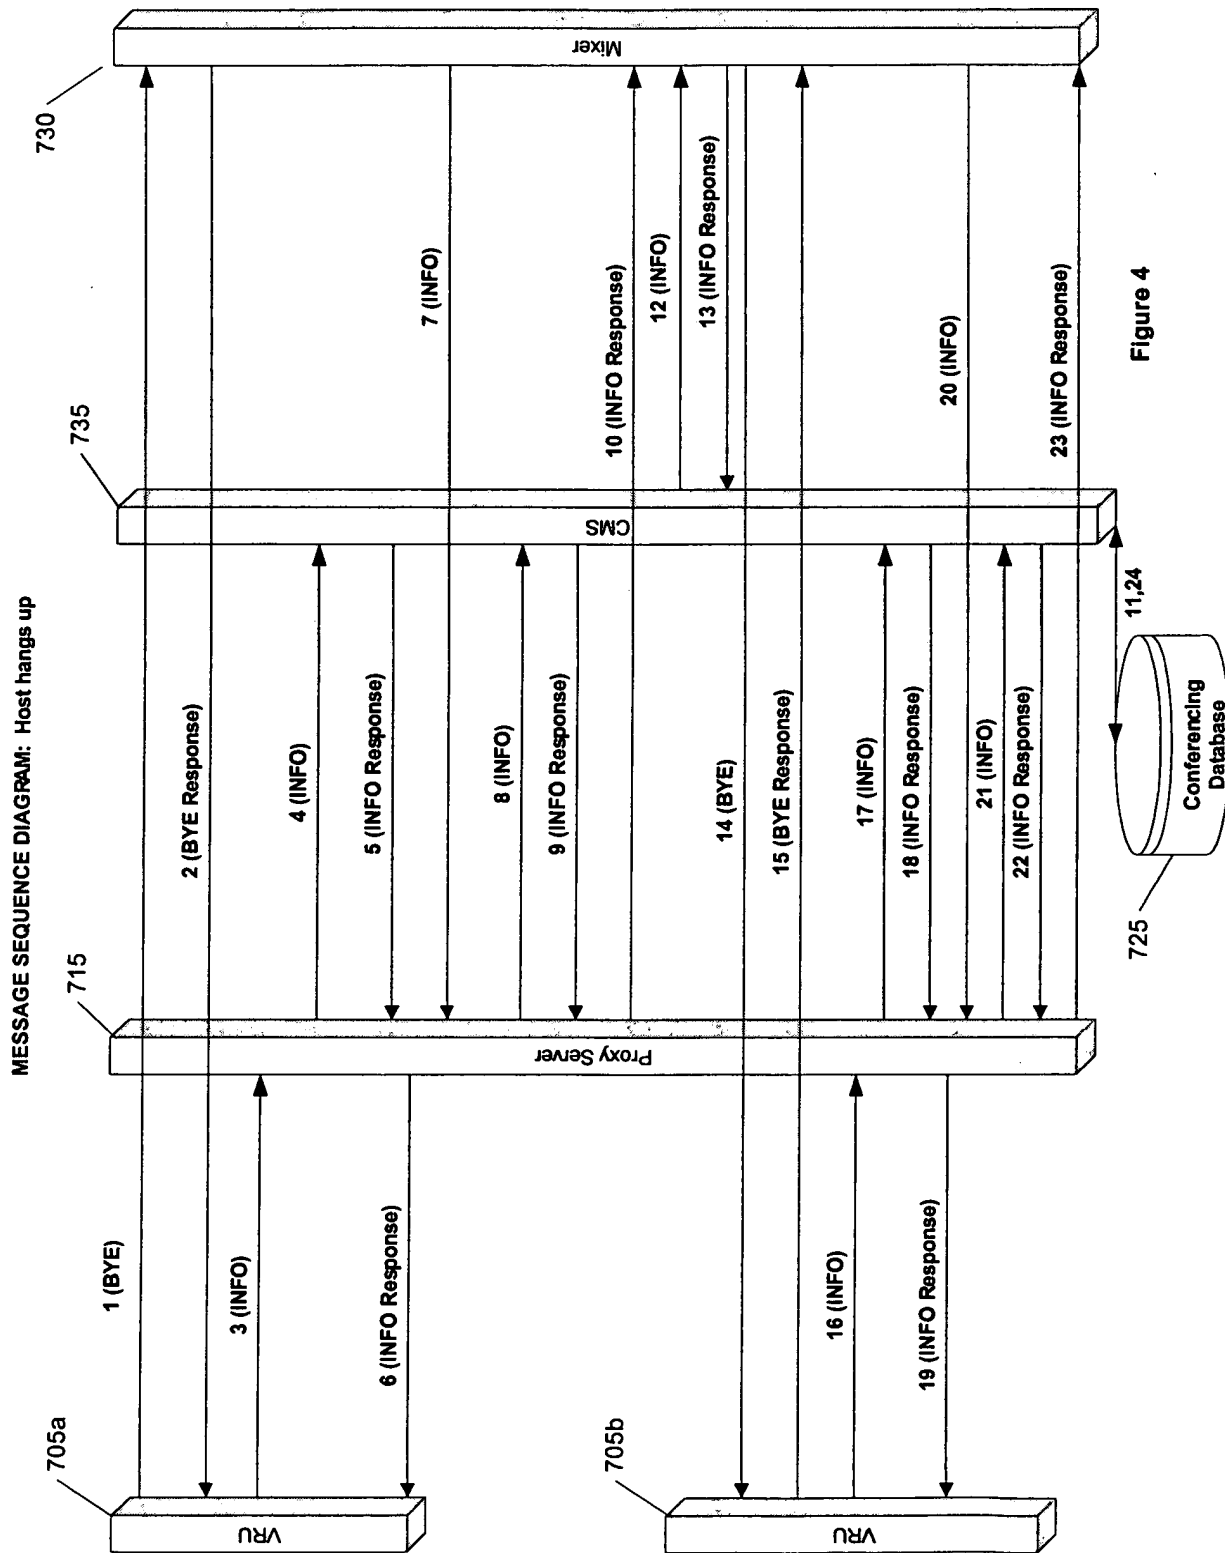 MESSAGE SEQUENCE DIAGRAM: Host hangs up
705a
715
735
730
VRU
Proxy Server
CMS
Mixer
1 (BYE)
2 (BYE Response)
3 (INFO)
4 (INFO)
5 (INFO Response)
6 (INFO Response)
7 (INFO)
8 (INFO)
9 (INFO Response)
10 (INFO Response)
12 (INFO)
13 (INFO Response)
705b
VRU
14 (BYE)
15 (BYE Response)
16 (INFO)
17 (INFO)
18 (INFO Response)
19 (INFO Response)
20 (INFO)
21 (INFO)
22 (INFO Response)
23 (INFO Response)
11,24
725
Conferencing
Database
Figure 4